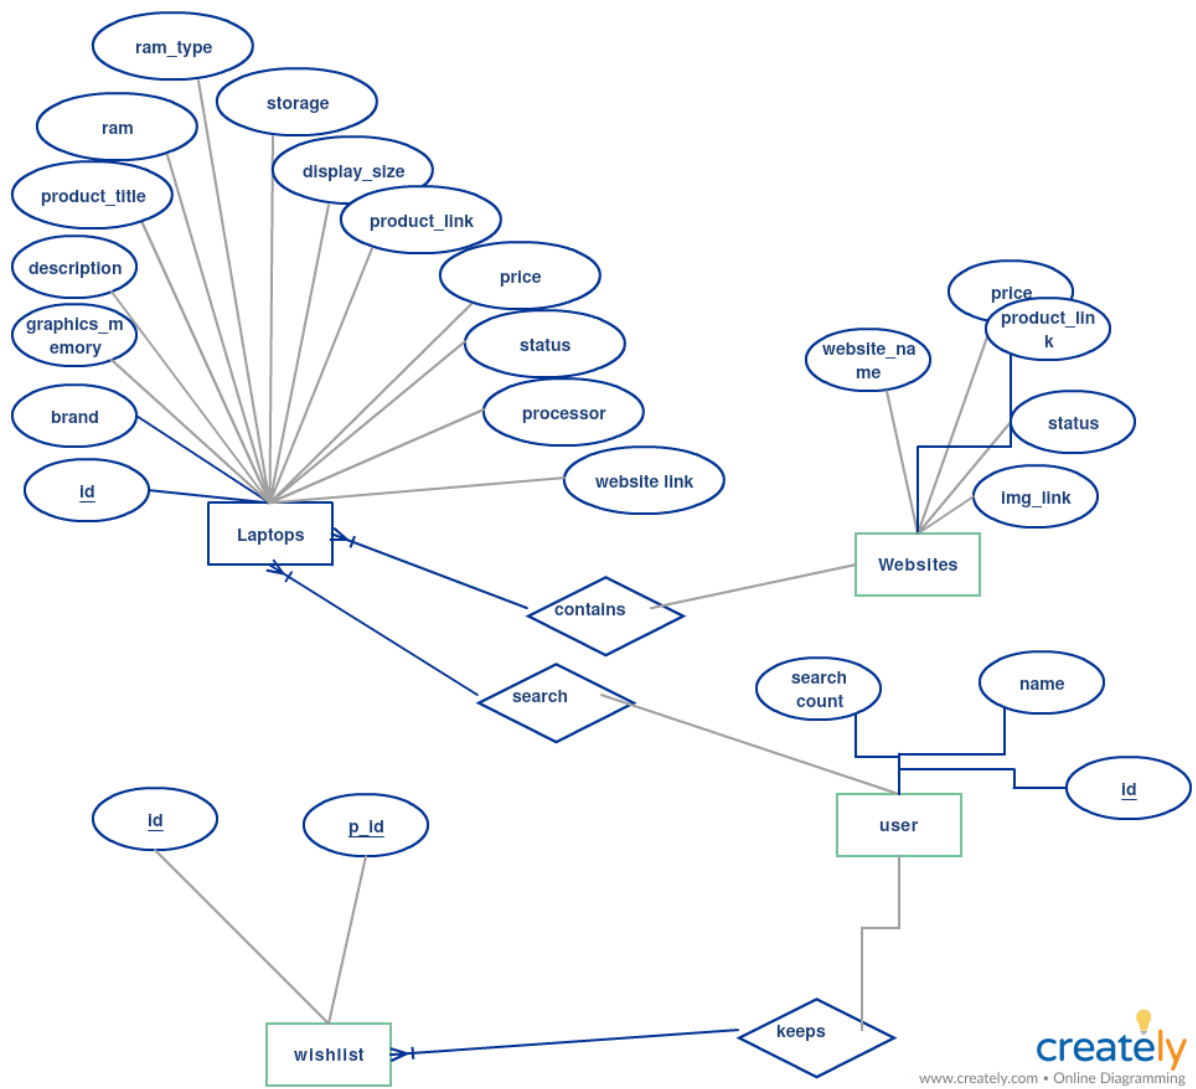 ram_type
storage
ram
display_size
product_title
product_link
description
price
price
product_lin
k
graphics_m
emory
status
website_na
me
brand
processor
status
id
website link
img_link
Laptops
Websites
contains
search
search
count
name
id
user
id
p_id
keeps
wishlist
creately
www.creately.com • Online Diagramming